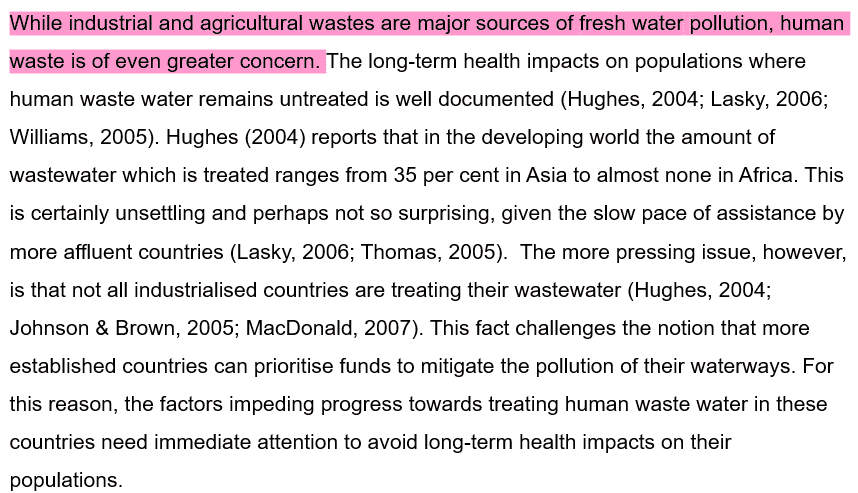 While industrial and agricultural wastes are major sources of fresh water pollution, human
waste is of even greater concern. The long-term health impacts on populations where
human waste water remains untreated is well documented (Hughes, 2004; Lasky, 2006;
Williams, 2005). Hughes (2004) reports that in the developing world the amount of
wastewater which is treated ranges from 35 per cent in Asia to almost none in Africa. This
is certainly unsettling and perhaps not so surprising, given the slow pace of assistance by
more affluent countries (Lasky, 2006; Thomas, 2005).  The more pressing issue, however,
is that not all industrialised countries are treating their wastewater (Hughes, 2004;
Johnson & Brown, 2005; MacDonald, 2007). This fact challenges the notion that more
established countries can prioritise funds to mitigate the pollution of their waterways. For
this reason, the factors impeding progress towards treating human waste water in these
countries need immediate attention to avoid long-term health impacts on their
populations.